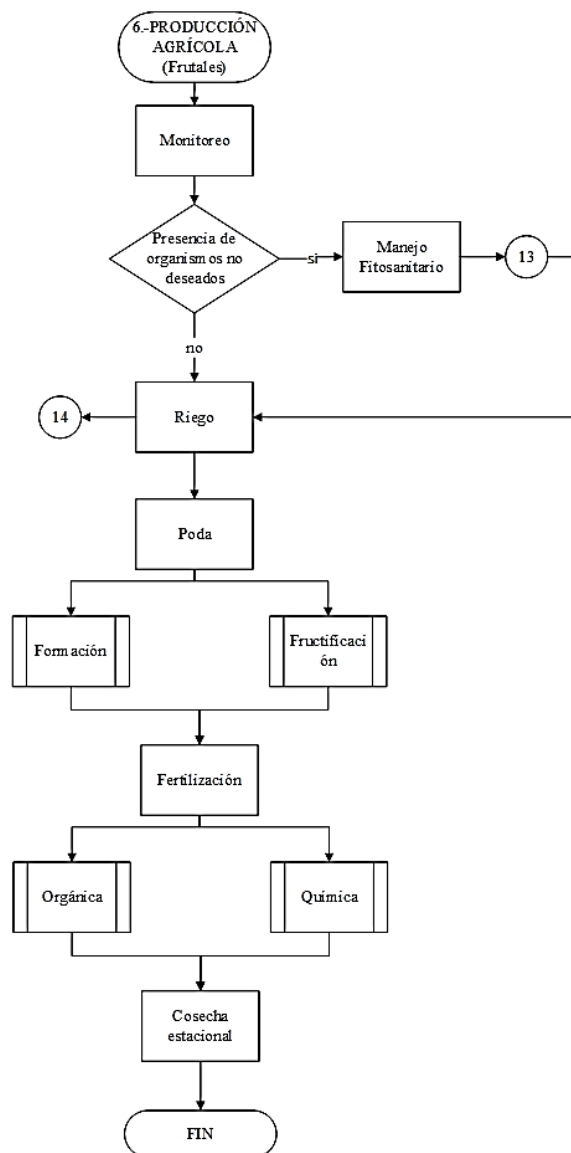 6.-PRODUCCIÓN
AGRÍCOLA
(Frutales)
Monitoreo
Presencia de
organismos no
deseados
si
Manejo
Fitosanitario
13
no
14
Riego
Poda
Formación
Fructificaci
ón
Fertilización
Orgánica
Química
Cosecha
estacional
FIN